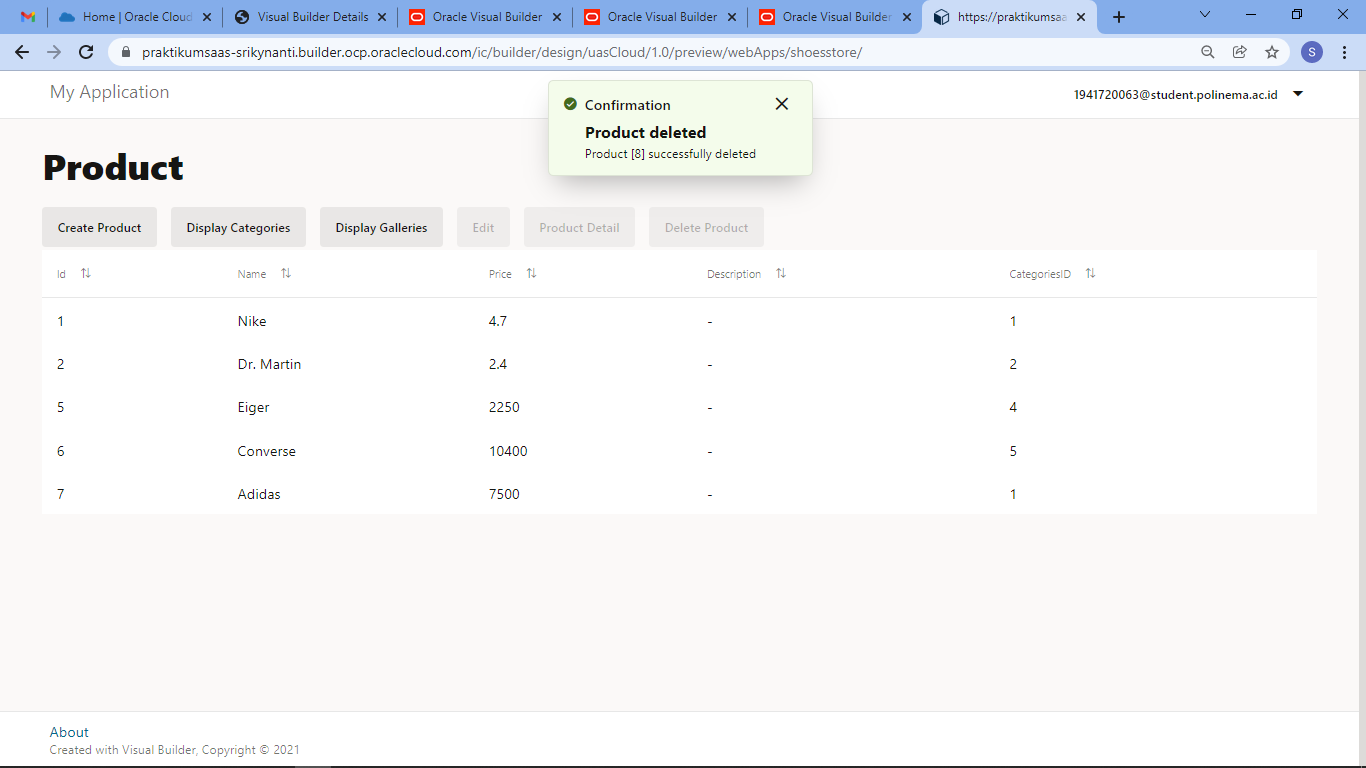 Home | Oracle Cloud
Visual Builder Details
Oracle Visual Builder
Oracle Visual Builder
Oracle Visual Builder
https://praktikumsaa
praktikumsaas-srikynanti.builder.ocp.oraclecloud.com/ic/builder/design/uasCloud/1.0/preview/webApps/shoesstore/
S
My Application
1941720063@student.polinema.ac.id
Confirmation
Product deleted
Product [8] successfully deleted
Product
Create Product Display Categories Display Galleries Edit Product Detail Delete Product
Id Name Price Description CategoriesID
1 Nike 4.7 - 1
2 Dr. Martin 2.4 - 2
5 Eiger 2250 - 4
6 Converse 10400 - 5
7 Adidas 7500 - 1
About
Created with Visual Builder, Copyright © 2021